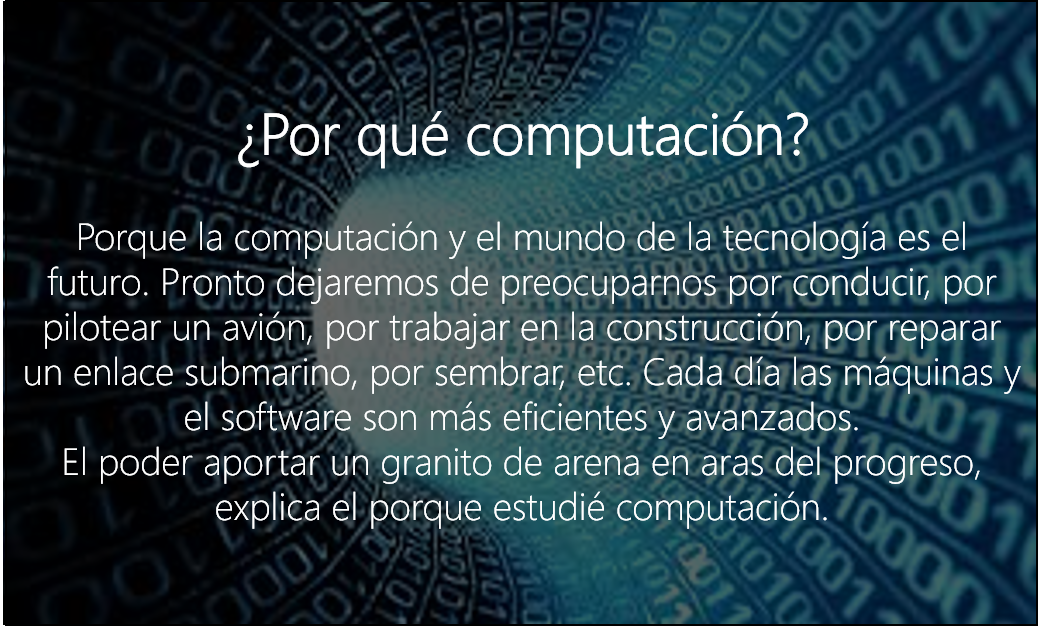 ¿Por qué computación?
Porque la computación y el mundo de la tecnología es el
futuro. Pronto dejaremos de preocuparnos por conducir, por
pilotear un avión, por trabajar en la construcción, por reparar
un enlace submarino, por sembrar, etc. Cada día las máquinas y
el software son más eficientes y avanzados.
El poder aportar un granito de arena en aras del progreso,
explica el porque estudié computación.